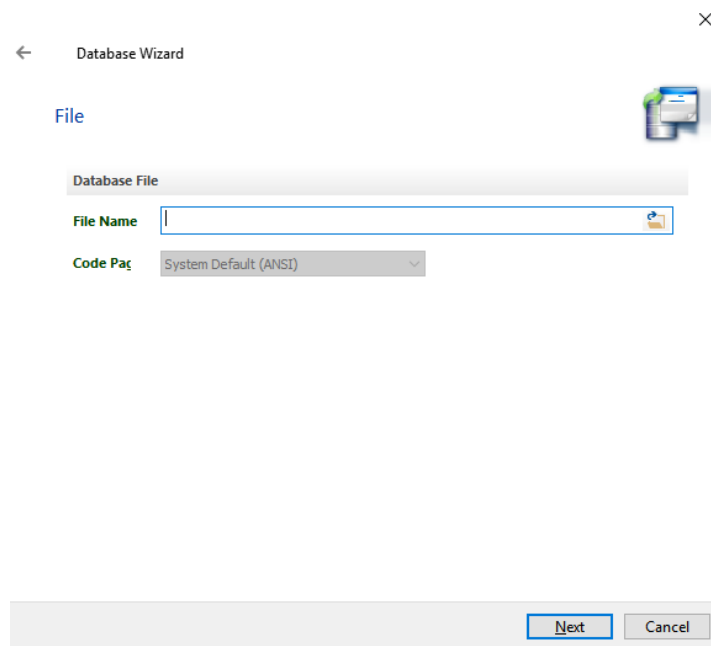 Database Wizard
File
Database File
File Name
Code Pag
System Default (ANSI)
Next
Cancel